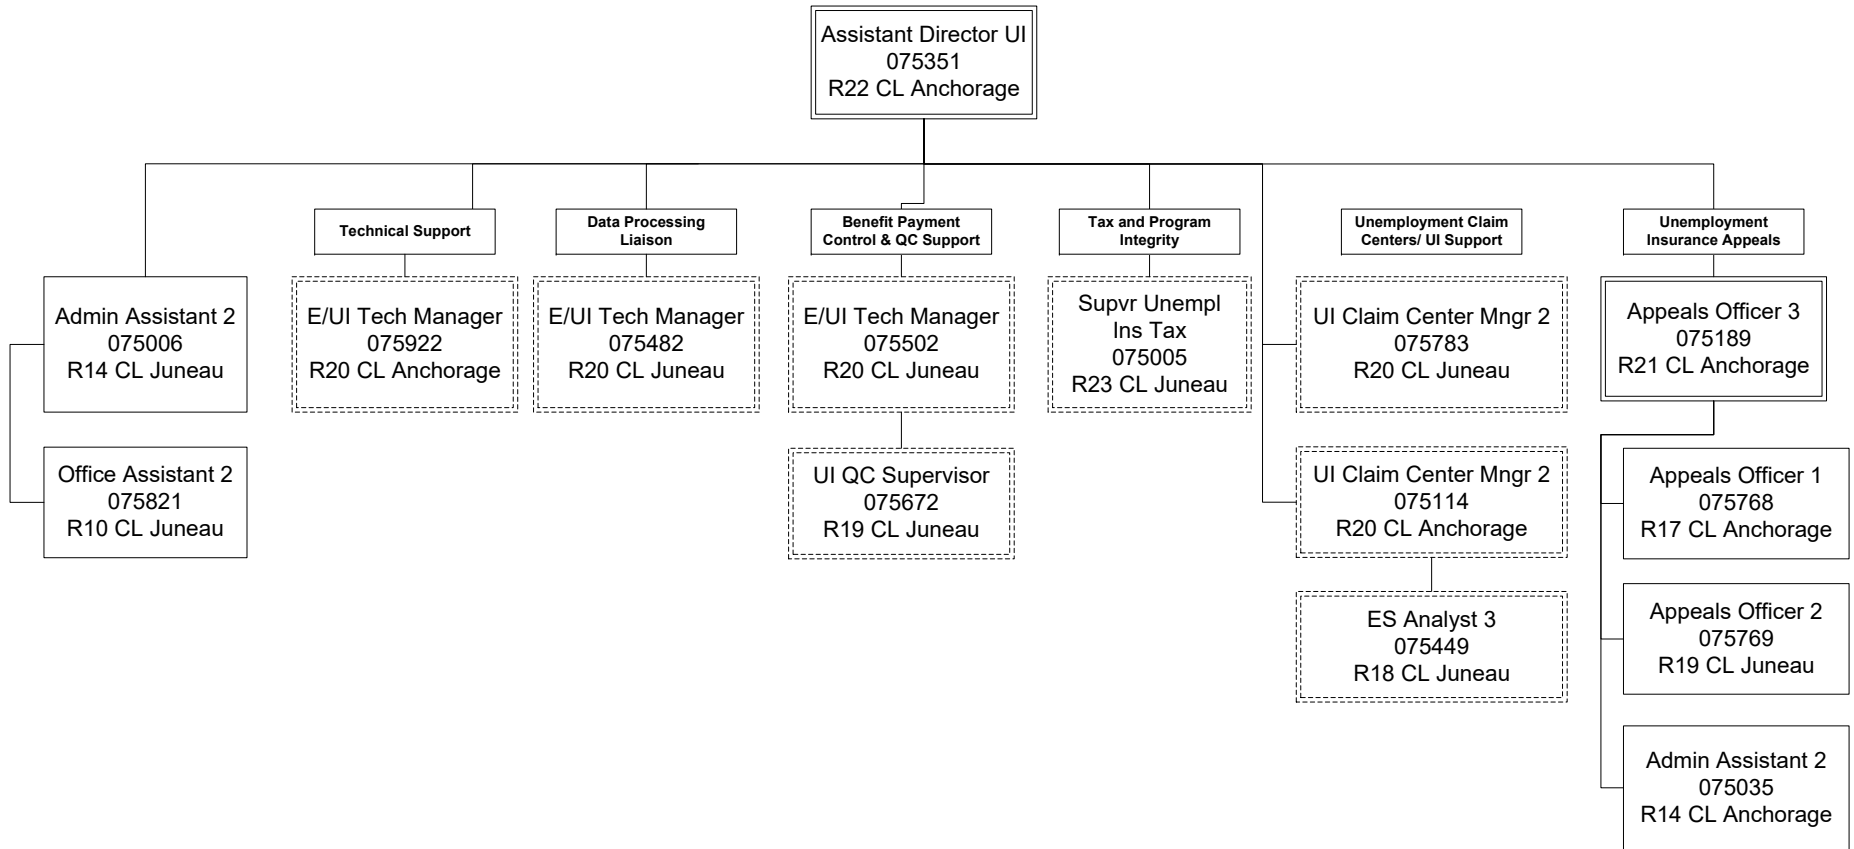 Assistant Director UI
075351
R22 CL Anchorage
Technical Support
Data Processing
Liaison
Benefit Payment
Control & QC Support
Tax and Program
Integrity
Unemployment Claim
Centers/ UI Support
Unemployment
Insurance Appeals
Admin Assistant 2
075006
R14 CL Juneau
E/UI Tech Manager
075922
R20 CL Anchorage
E/UI Tech Manager
075482
R20 CL Juneau
E/UI Tech Manager
075502
R20 CL Juneau
Supvr Unempl
Ins Tax
075005
R23 CL Juneau
UI Claim Center Mngr 2
075783
R20 CL Juneau
Appeals Officer 3
075189
R21 CL Anchorage
Office Assistant 2
075821
R10 CL Juneau
UI QC Supervisor
075672
R19 CL Juneau
UI Claim Center Mngr 2
075114
R20 CL Anchorage
Appeals Officer 1
075768
R17 CL Anchorage
ES Analyst 3
075449
R18 CL Juneau
Appeals Officer 2
075769
R19 CL Juneau
Admin Assistant 2
075035
R14 CL Anchorage